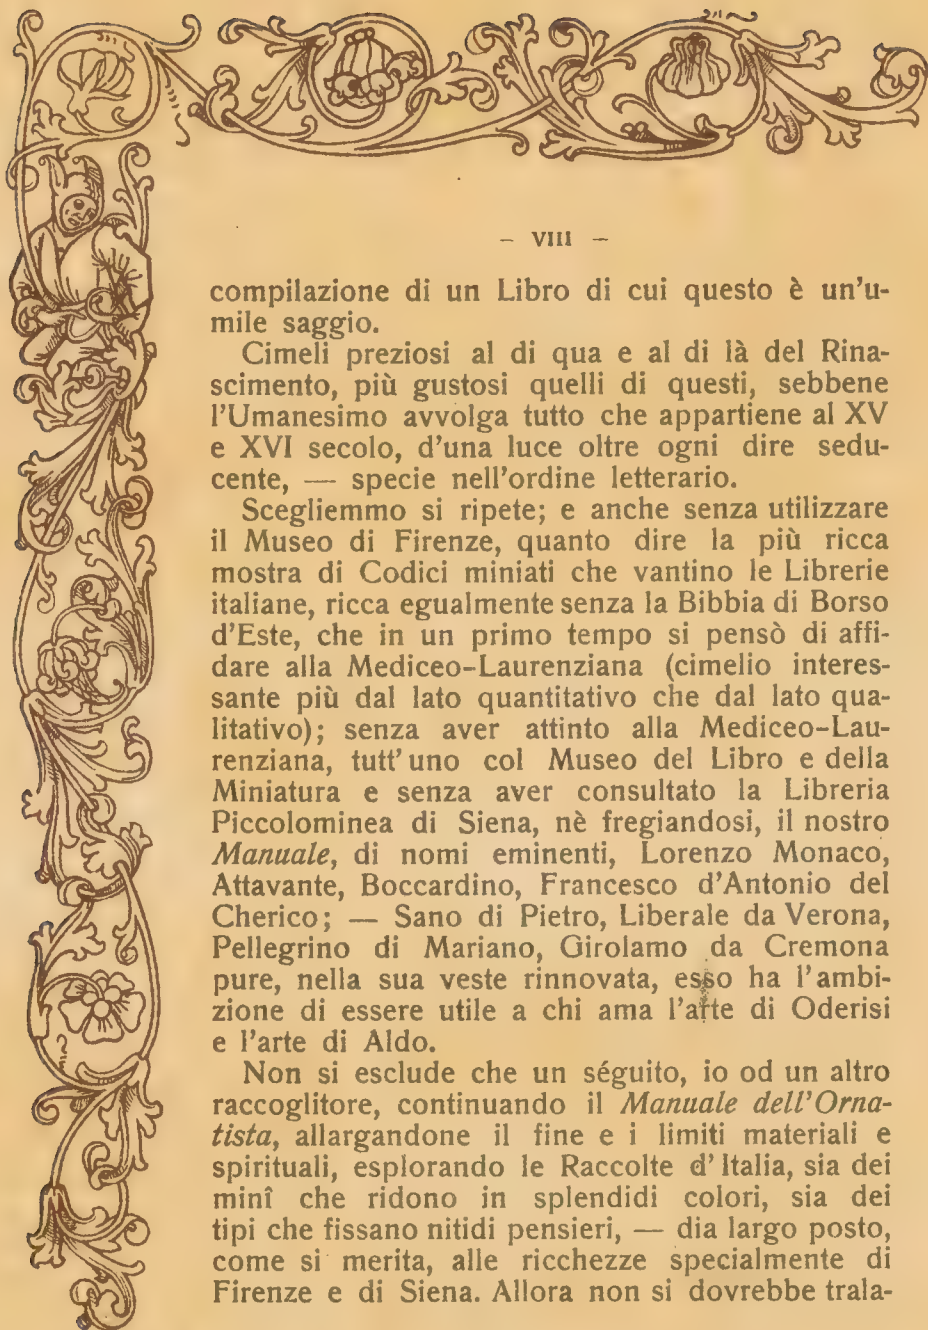 – VIII –
compilazione di un Libro di cui questo è un'u-
mile saggio.
Cimeli preziosi al di qua e al di là del Rina-
scimento, più gustosi quelli di questi, sebbene
l'Umanesimo avvolga tutto che appartiene al XV
e XVI secolo, d'una luce oltre ogni dire sedu-
cente, — specie nell'ordine letterario.
Scegliemmo si ripete; e anche senza utilizzare
il Museo di Firenze, quanto dire la più ricca
mostra di Codici miniati che vantino le Librerie
italiane, ricca egualmente senza la Bibbia di Borso
d'Este, che in un primo tempo si pensò di affi-
dare alla Mediceo-Laurenziana (cimelio interes-
sante più dal lato quantitativo che dal lato qua-
litativo); senza aver attinto alla Mediceo-Lau-
renziana, tutt'uno col Museo del Libro e della
Miniatura e senza aver consultato la Libreria
Piccolominea di Siena, nè fregiandosi, il nostro
Manuale, di nomi eminenti, Lorenzo Monaco,
Attavante, Boccardino, Francesco d'Antonio del
Cherico; — Sano di Pietro, Liberale da Verona,
Pellegrino di Mariano, Girolamo da Cremona
pure, nella sua veste rinnovata, esso ha l'ambi-
zione di essere utile a chi ama l'arte di Oderisi
e l'arte di Aldo.
Non si esclude che un séguito, io od un altro
raccoglitore, continuando il Manuale dell'Orna-
tista, allargandone il fine e i limiti materiali e
spirituali, esplorando le Raccolte d'Italia, sia dei
minî che ridono in splendidi colori, sia dei
tipi che fissano nitidi pensieri, — dia largo posto,
come si merita, alle ricchezze specialmente di
Firenze e di Siena. Allora non si dovrebbe trala-